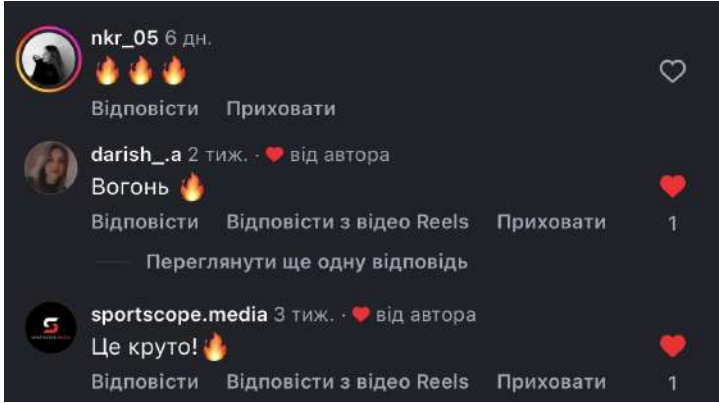 nkr_05 6 дн.
🔥🔥🔥
Відповісти Приховати
darish_.a 2 тиж. · ❤️ від автора
Вогонь 🔥
Відповісти Відповісти з відео Reels Приховати 1
Переглянути ще одну відповідь
sportscope.media 3 тиж. · ❤️ від автора
Це круто!🔥
Відповісти Відповісти з відео Reels Приховати 1